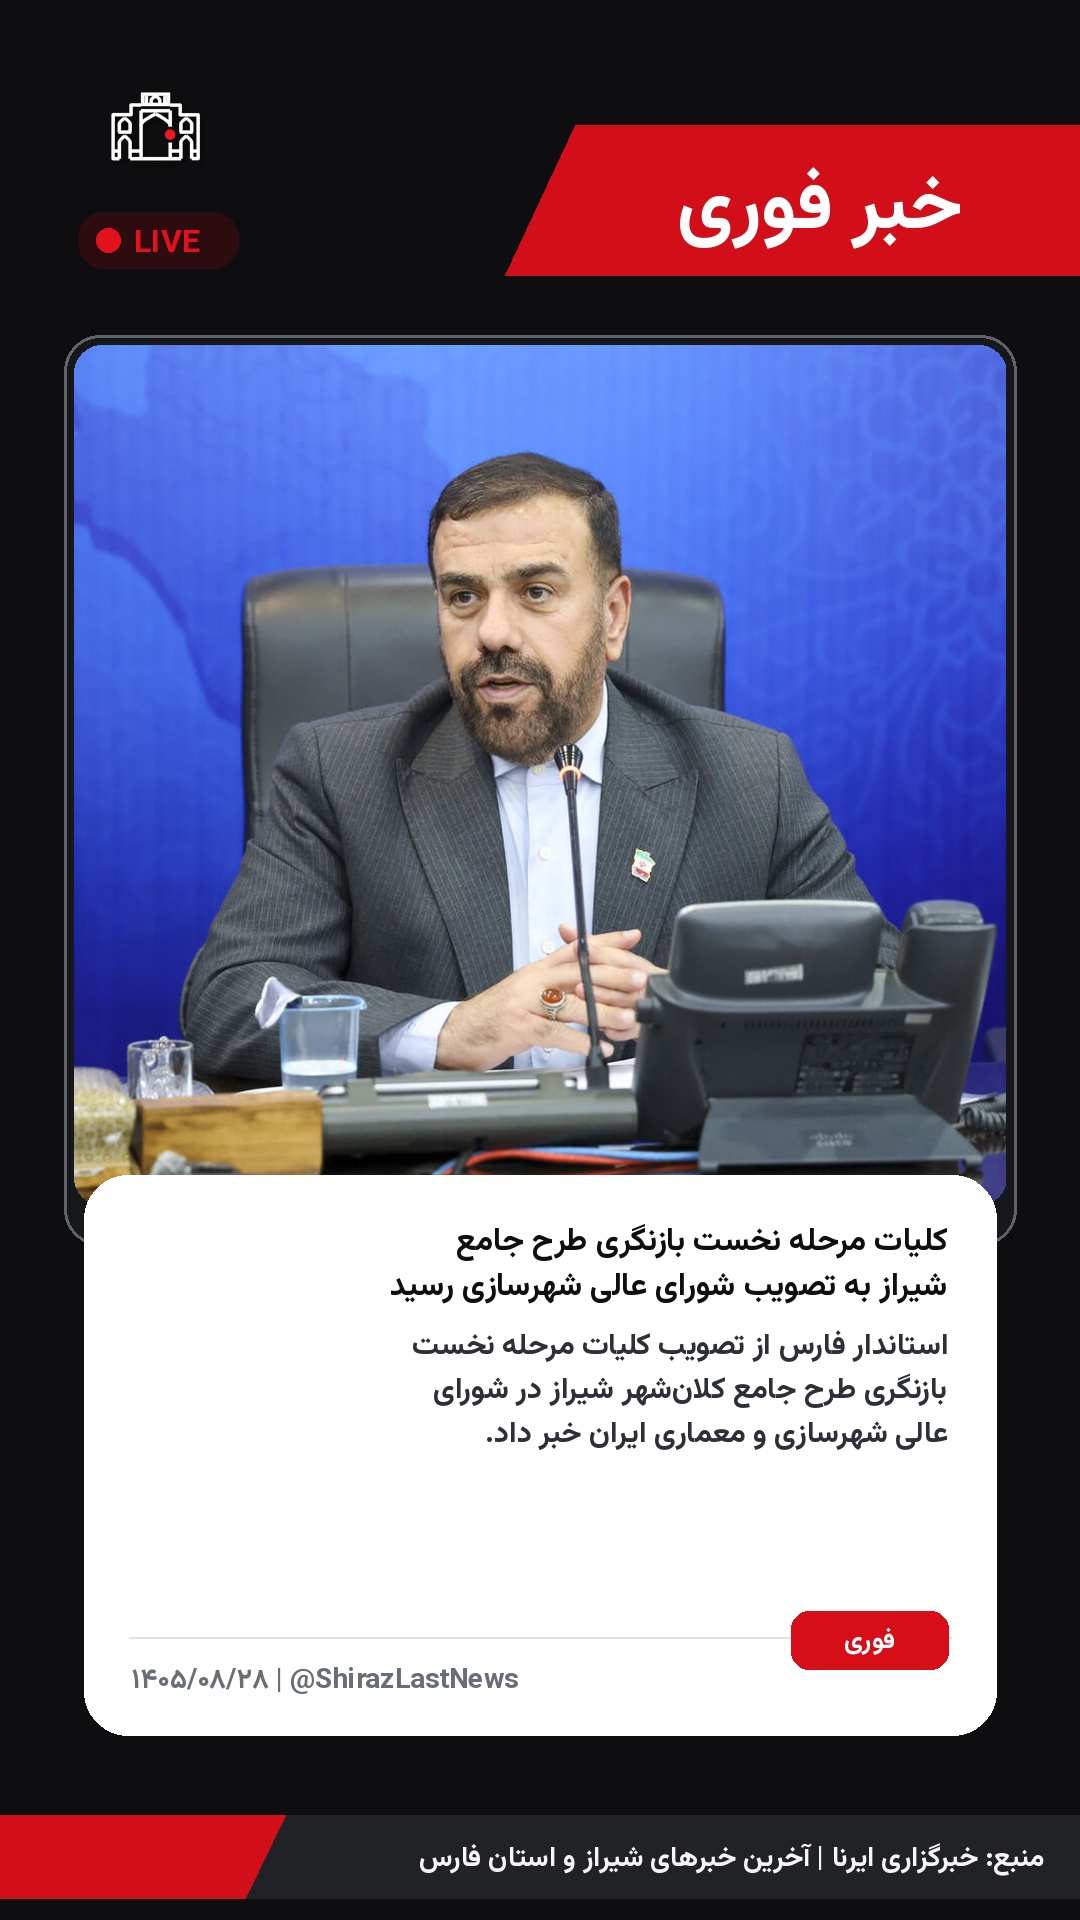 خبر فوری
LIVE
کلیات مرحله نخست بازنگری طرح جامع
شیراز به تصویب شورای عالی شهرسازی رسید
استاندار فارس از تصویب کلیات مرحله نخست
بازنگری طرح جامع کلان‌شهر شیراز در شورای
عالی شهرسازی و معماری ایران خبر داد.
فوری
۱۴۰۵/۰۸/۲۸ | @ShirazLastNews
منبع: خبرگزاری ایرنا | آخرین خبرهای شیراز و استان فارس